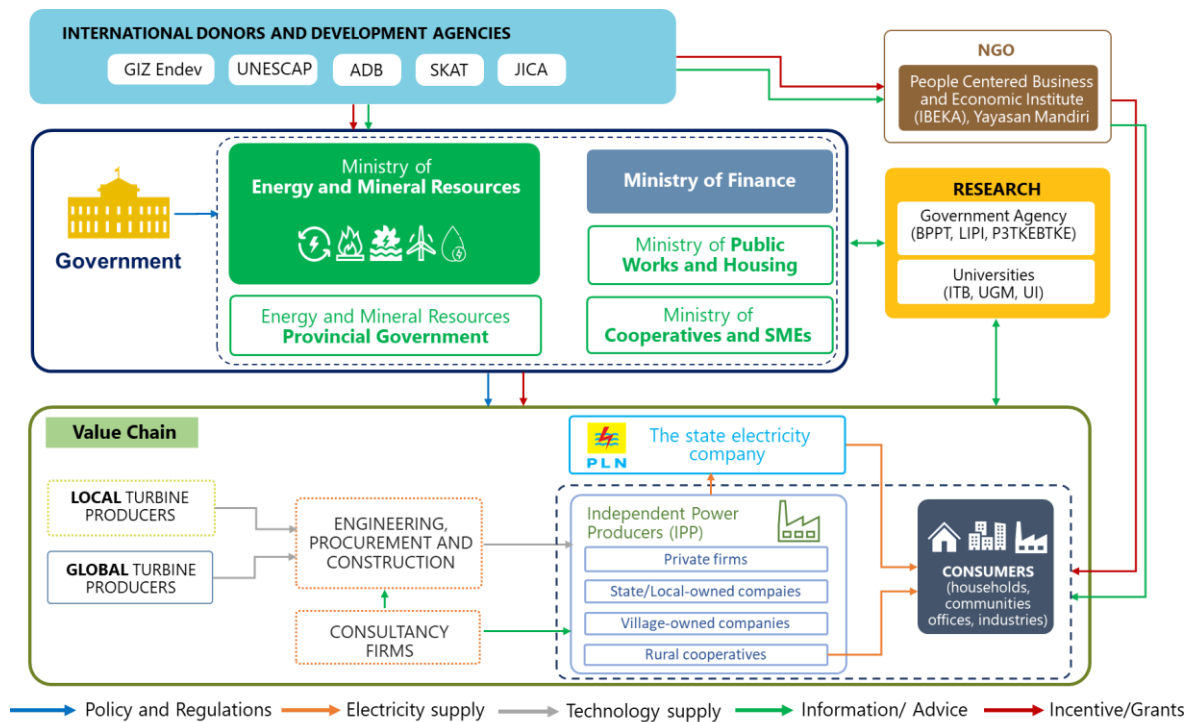 INTERNATIONAL DONORS AND DEVELOPMENT AGENCIES
GIZ Endev
UNESCAP
ADB
SKAT
JICA
NGO
People Centered Business
and Economic Institute
(IBEKA), Yayasan Mandiri
Government
Ministry of
Energy and Mineral Resources
Ministry of Finance
Ministry of Public
Works and Housing
Energy and Mineral Resources
Provincial Government
Ministry of
Cooperatives and SMEs
RESEARCH
Government Agency
(BPPT, LIPI, P3TKEBTKE)
Universities
(ITB, UGM, UI)
Value Chain
PLN
The state electricity
company
LOCAL TURBINE
PRODUCERS
GLOBAL TURBINE
PRODUCERS
ENGINEERING,
PROCUREMENT AND
CONSTRUCTION
CONSULTANCY
FIRMS
Independent Power
Producers (IPP)
Private firms
State/Local-owned compaies
Village-owned companies
Rural cooperatives
CONSUMERS
(households,
communities
offices, industries)
Policy and Regulations
Electricity supply
Technology supply
Information/ Advice
Incentive/Grants